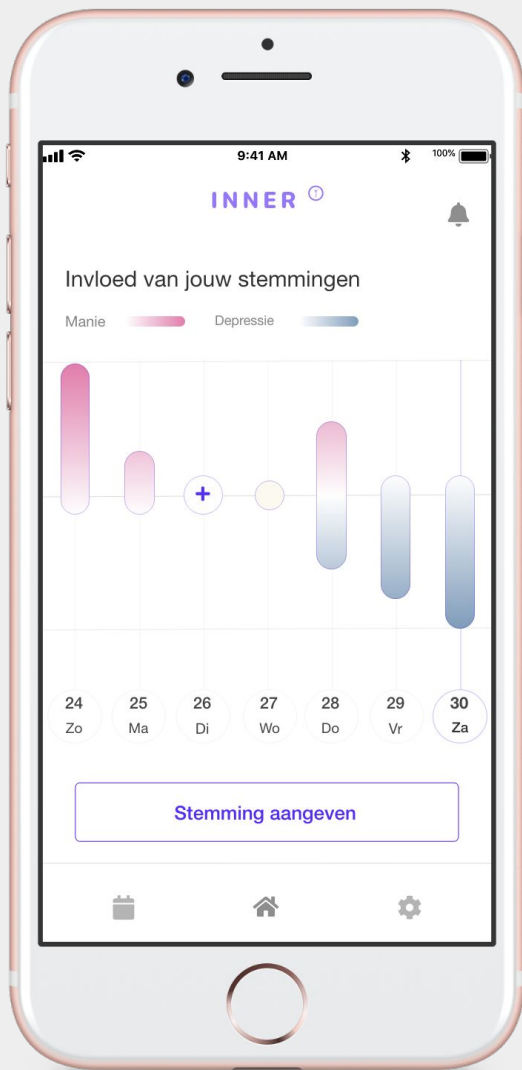 9:41 AM
100%
INNER
Invloed van jouw stemmingen
Manie
Depressie
+
24 25 26 27 28 29 30
Zo Ma Di Wo Do Vr Za
Stemming aangeven